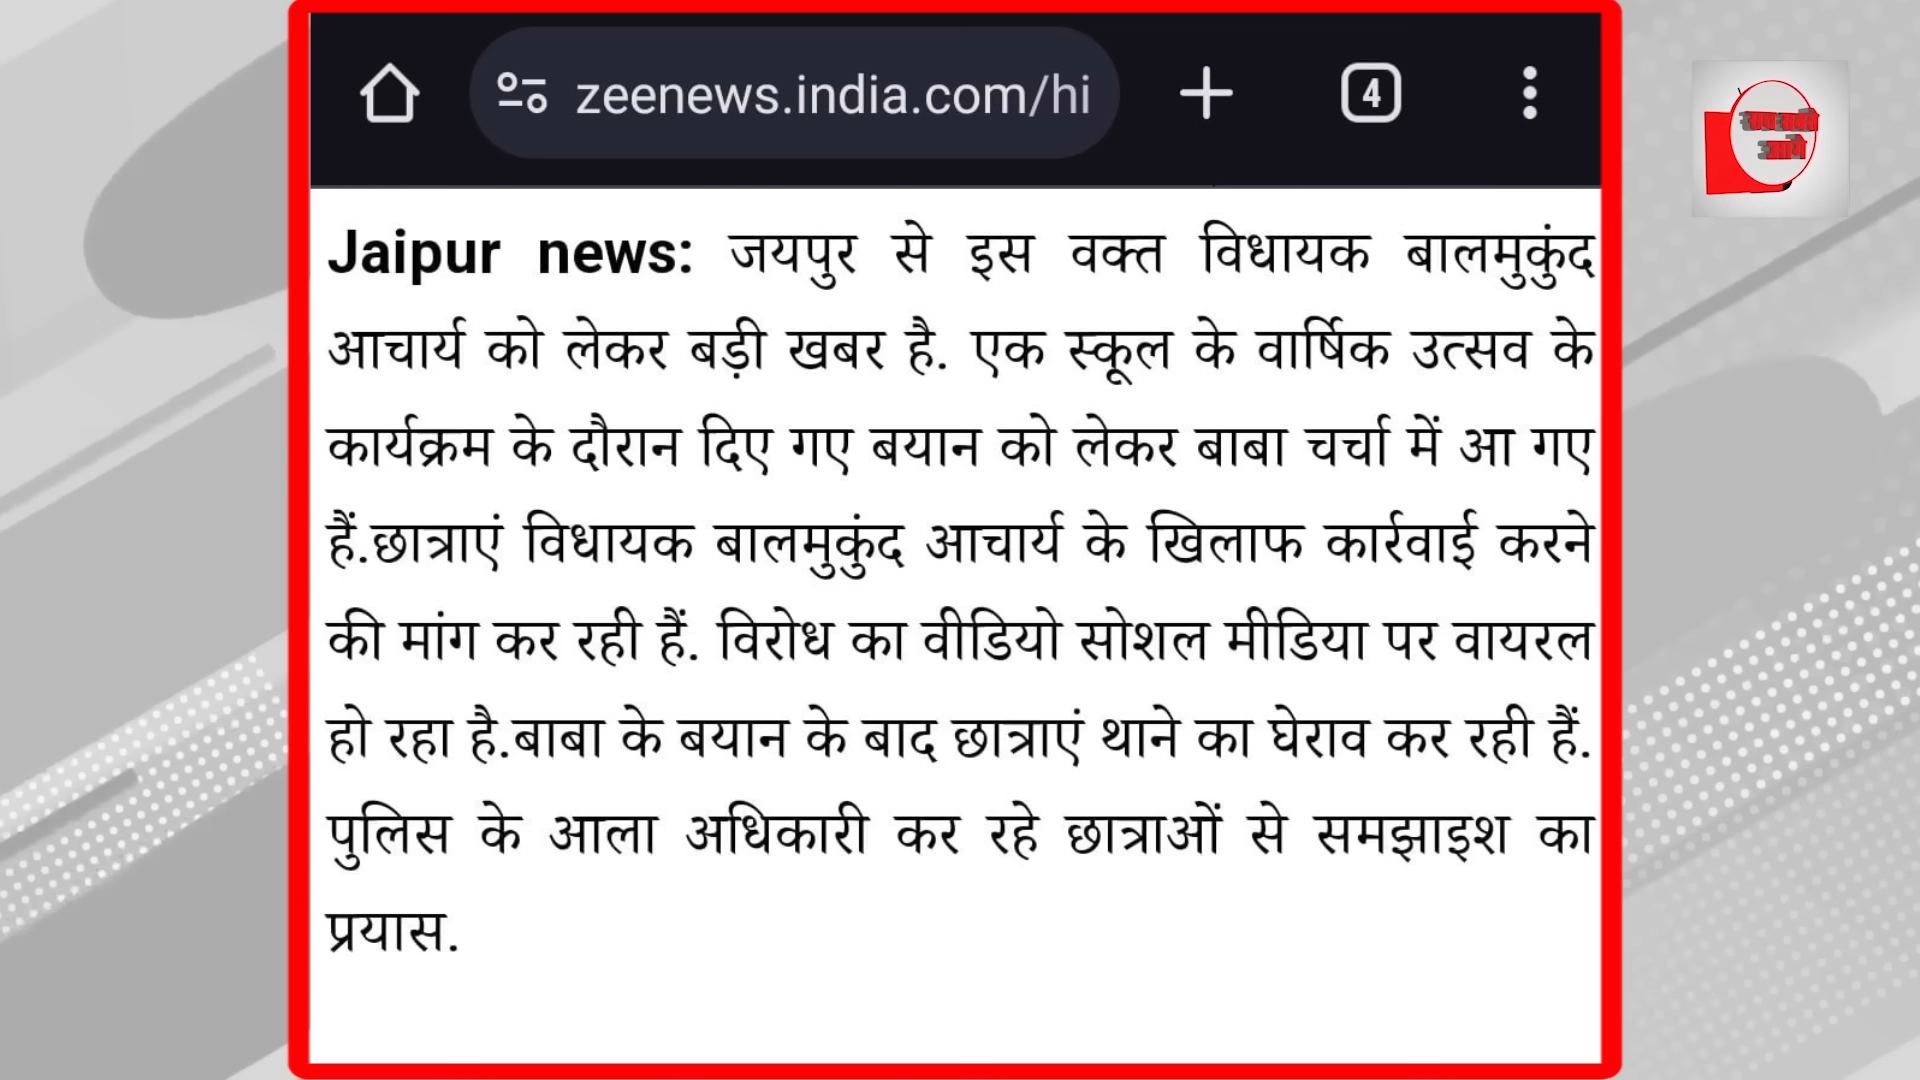 zeenews.india.com/hi
4
Jaipur news: जयपुर से इस वक्त विधायक बालमुकुंद
आचार्य को लेकर बड़ी खबर है. एक स्कूल के वार्षिक उत्सव के
कार्यक्रम के दौरान दिए गए बयान को लेकर बाबा चर्चा में आ गए
हैं.छात्राएं विधायक बालमुकुंद आचार्य के खिलाफ कार्रवाई करने
की मांग कर रही हैं. विरोध का वीडियो सोशल मीडिया पर वायरल
हो रहा है.बाबा के बयान के बाद छात्राएं थाने का घेराव कर रही हैं.
पुलिस के आला अधिकारी कर रहे छात्राओं से समझाइश का
प्रयास.